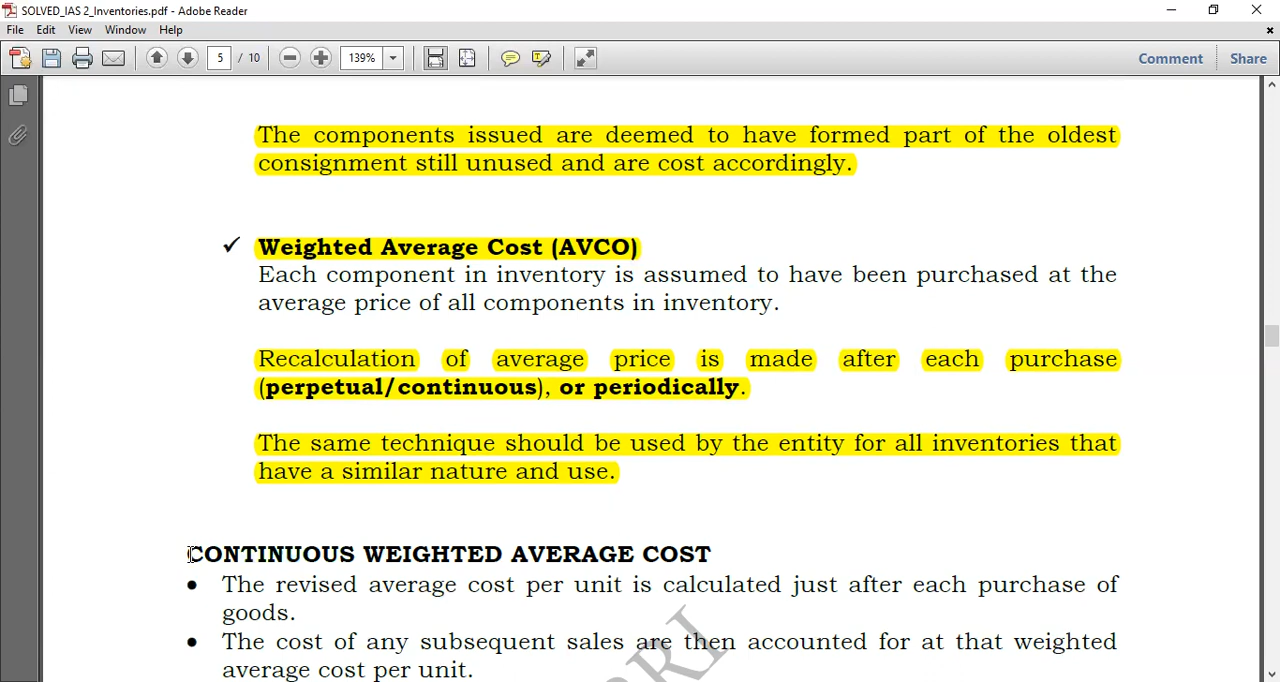 SOLVED_IAS 2_Inventories.pdf - Adobe Reader
File Edit View Window Help
5 / 10 139% Comment Share
The components issued are deemed to have formed part of the oldest
consignment still unused and are cost accordingly.
✓ Weighted Average Cost (AVCO)
Each component in inventory is assumed to have been purchased at the
average price of all components in inventory.
Recalculation of average price is made after each purchase
(perpetual/continuous), or periodically.
The same technique should be used by the entity for all inventories that
have a similar nature and use.
CONTINUOUS WEIGHTED AVERAGE COST
• The revised average cost per unit is calculated just after each purchase of
goods.
• The cost of any subsequent sales are then accounted for at that weighted
average cost per unit.